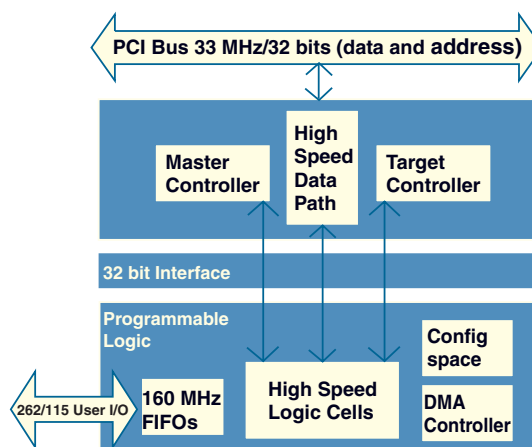 PCI Bus 33 MHz/32 bits (data and address)
High
Speed
Data
Path
Master
Controller
Target
Controller
32 bit Interface
Programmable
Logic
Config
space
262/115 User I/O
160 MHz
FIFOs
High Speed
Logic Cells
DMA
Controller